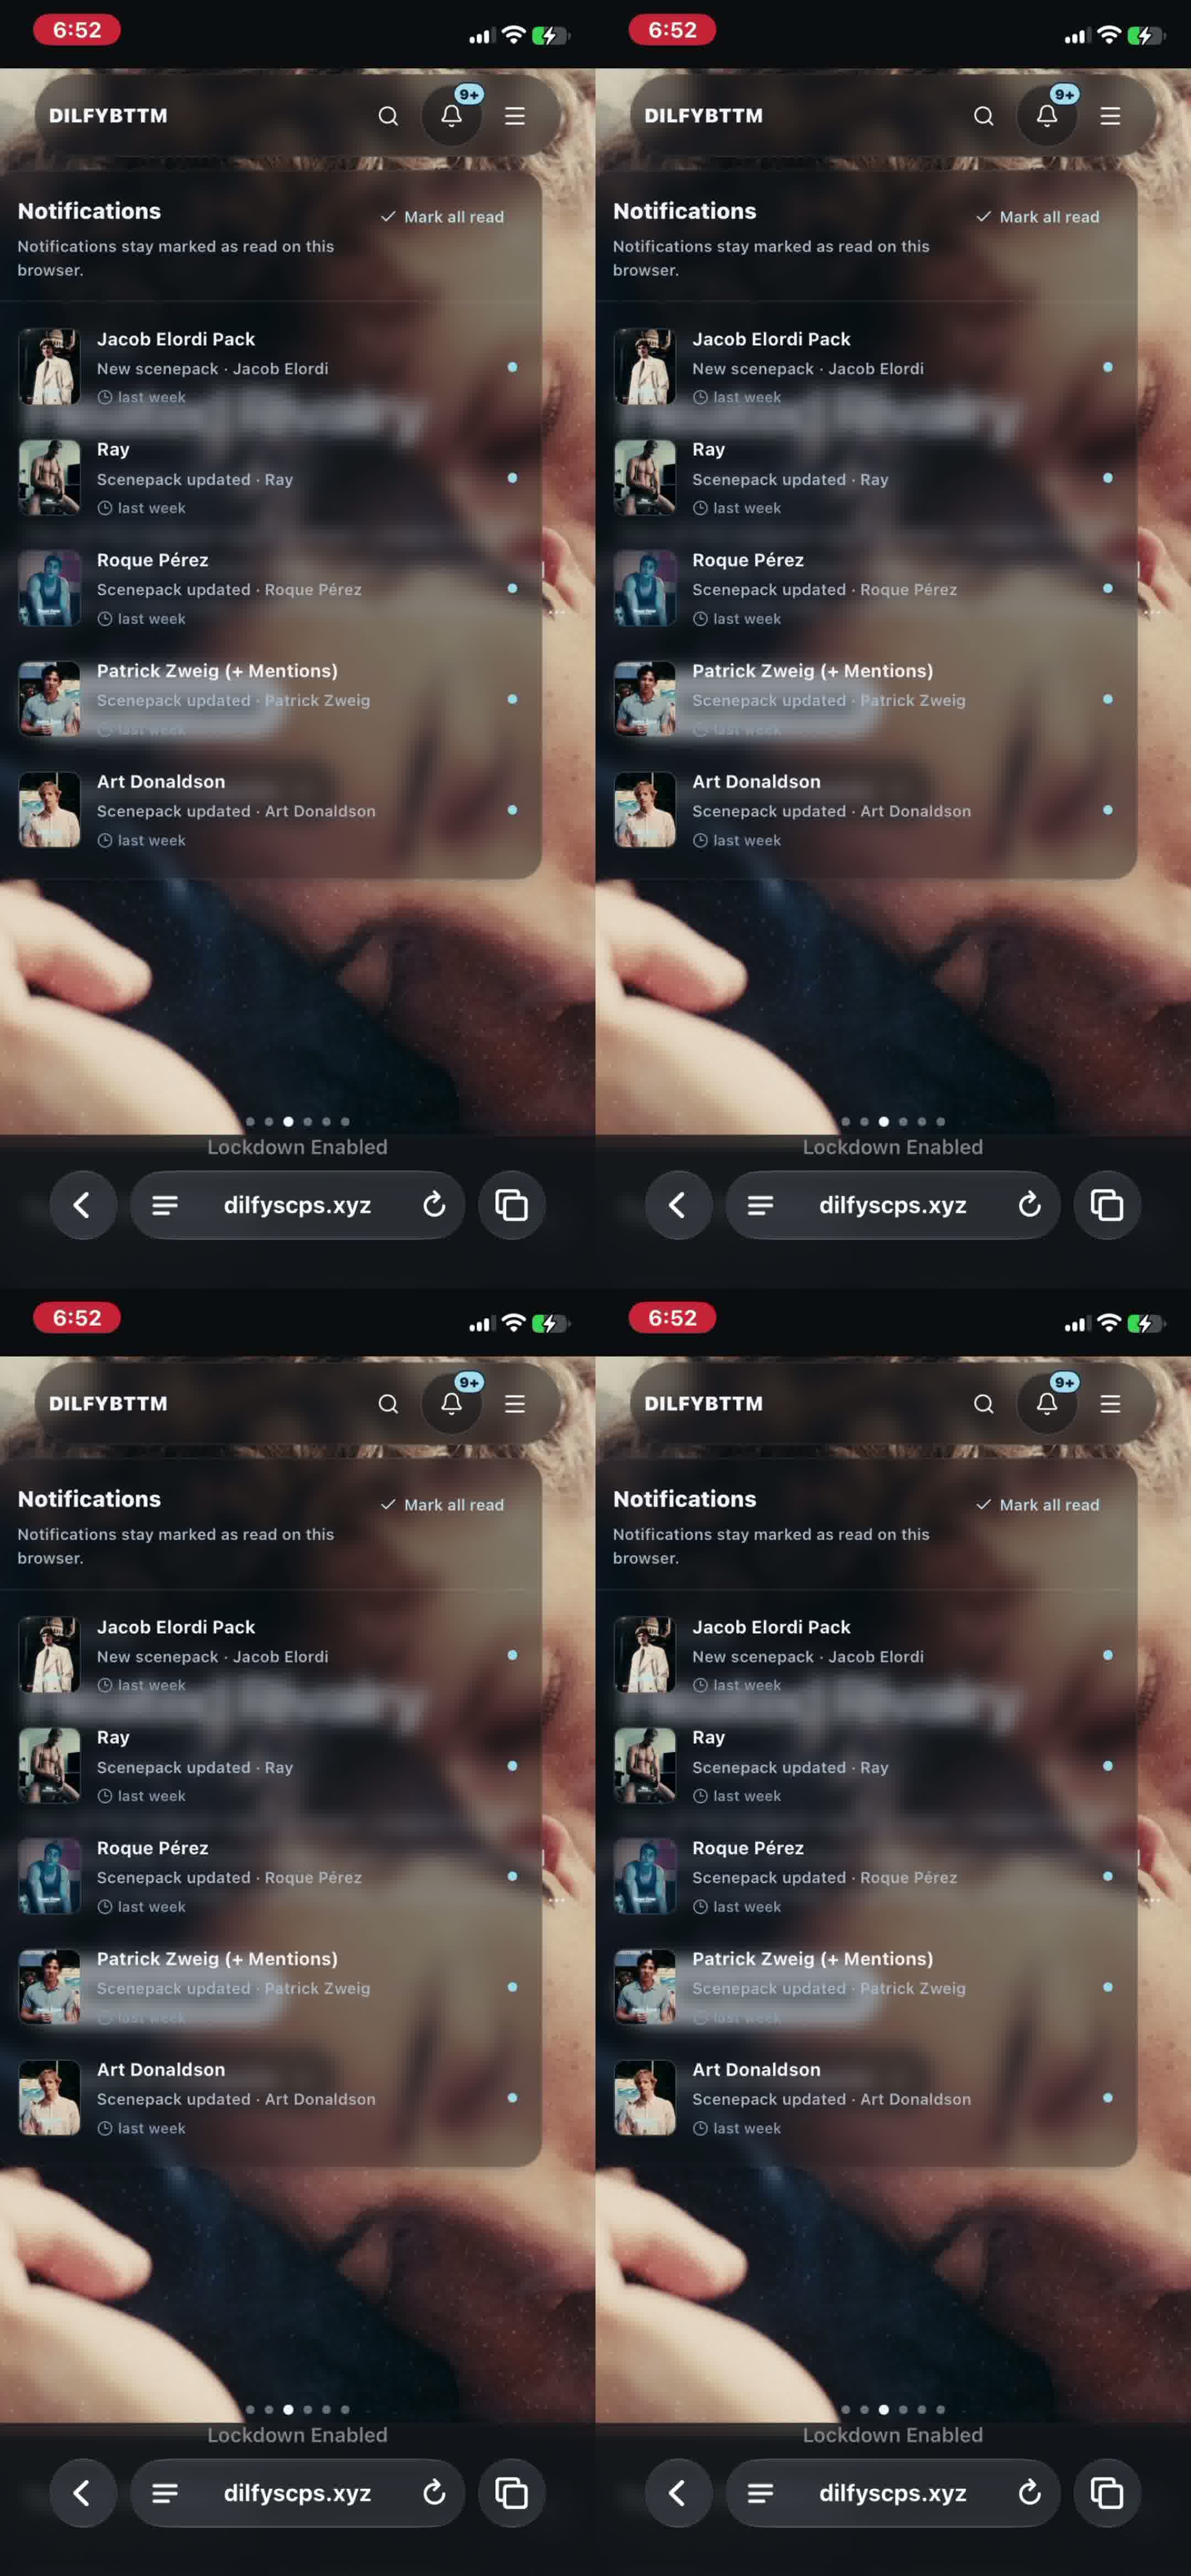 6:52
DILFYBTTM
9+
Notifications
Mark all read
Notifications stay marked as read on this
browser.
Jacob Elordi Pack
New scenepack · Jacob Elordi
last week
Ray
Scenepack updated · Ray
last week
Roque Pérez
Scenepack updated · Roque Pérez
last week
Patrick Zweig (+ Mentions)
Scenepack updated · Patrick Zweig
last week
Art Donaldson
Scenepack updated · Art Donaldson
last week
Lockdown Enabled
dilfyscps.xyz
6:52
DILFYBTTM
9+
Notifications
Mark all read
Notifications stay marked as read on this
browser.
Jacob Elordi Pack
New scenepack · Jacob Elordi
last week
Ray
Scenepack updated · Ray
last week
Roque Pérez
Scenepack updated · Roque Pérez
last week
Patrick Zweig (+ Mentions)
Scenepack updated · Patrick Zweig
last week
Art Donaldson
Scenepack updated · Art Donaldson
last week
Lockdown Enabled
dilfyscps.xyz
6:52
DILFYBTTM
9+
Notifications
Mark all read
Notifications stay marked as read on this
browser.
Jacob Elordi Pack
New scenepack · Jacob Elordi
last week
Ray
Scenepack updated · Ray
last week
Roque Pérez
Scenepack updated · Roque Pérez
last week
Patrick Zweig (+ Mentions)
Scenepack updated · Patrick Zweig
last week
Art Donaldson
Scenepack updated · Art Donaldson
last week
Lockdown Enabled
dilfyscps.xyz
6:52
DILFYBTTM
9+
Notifications
Mark all read
Notifications stay marked as read on this
browser.
Jacob Elordi Pack
New scenepack · Jacob Elordi
last week
Ray
Scenepack updated · Ray
last week
Roque Pérez
Scenepack updated · Roque Pérez
last week
Patrick Zweig (+ Mentions)
Scenepack updated · Patrick Zweig
last week
Art Donaldson
Scenepack updated · Art Donaldson
last week
Lockdown Enabled
dilfyscps.xyz